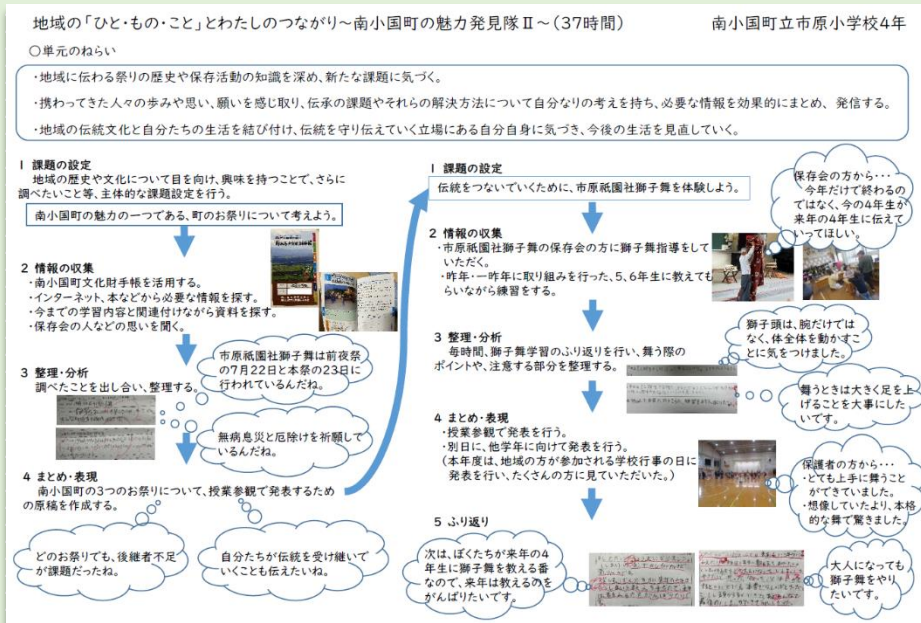 地域の「ひと・もの・こと」とわたしのつながり～南小国町の魅力発見隊Ⅱ～(37時間)
南小国町立市原小学校4年
○単元のねらい
・地域に伝わる祭りの歴史や保存活動の知識を深め、新たな課題に気づく。
・携わってきた人々の歩みや思い、願いを感じ取り、伝承の課題やそれらの解決方法について自分なりの考えを持ち、必要な情報を効果的にまとめ、発信する。
・地域の伝統文化と自分たちの生活を結び付け、伝統を守り伝えていく立場にある自分自身に気づき、今後の生活を見直していく。
1 課題の設定
地域の歴史や文化について目を向け、興味を持つことで、さらに
調べたいこと等、主体的な課題設定を行う。
南小国町の魅力の一つである、町のお祭りについて考えよう。
2 情報の収集
・南小国町文化財手帳を活用する。
・インターネット、本などから必要な情報を探す。
・今までの学習内容と関連付けながら資料を探す。
・保存会の人などの思いを聞く。
市原祇園社獅子舞は前夜祭
の7月22日と本祭の23日に
行われているんだね。
3 整理・分析
調べたことを出し合い、整理する。
無病息災と厄除けを祈願して
いるんだね。
4 まとめ・表現
南小国町の3つのお祭りについて、授業参観で発表するため
の原稿を作成する。
どのお祭りでも、後継者不足
が課題だったね。
自分たちが伝統を受け継いで
いくことも伝えたいね。
1 課題の設定
伝統をつないでいくために、市原祇園社獅子舞を体験しよう。
保存会の方から・・・
今年だけで終わるの
ではなく、今の4年生が
来年の4年生に伝えて
いってほしい。
2 情報の収集
・市原祇園社獅子舞の保存会の方に獅子舞指導をして
いただく。
・昨年・一昨年に取り組みを行った、5、6年生に教えても
らいながら練習をする。
3 整理・分析
毎時間、獅子舞学習のふり返りを行い、舞う際の
ポイントや、注意する部分を整理する。
獅子頭は、腕だけでは
なく、体全体を動かすこ
とに気をつけました。
舞うときは大きく足を上
げることを大事にした
いです。
4 まとめ・表現
・授業参観で発表を行う。
・別日に、他学年に向けて発表を行う。
(本年度は、地域の方が参加される学校行事の日に
発表を行い、たくさんの方に見ていただいた。)
保護者の方から・・・
・とても上手に舞うこと
ができていました。
・想像していたより、本格
的な舞で驚きました。
5 ふり返り
次は、ぼくたちが来年の4
年生に獅子舞を教える番
なので、来年は教えるのを
がんばりたいです。
大人になっても
獅子舞をやり
たいです。